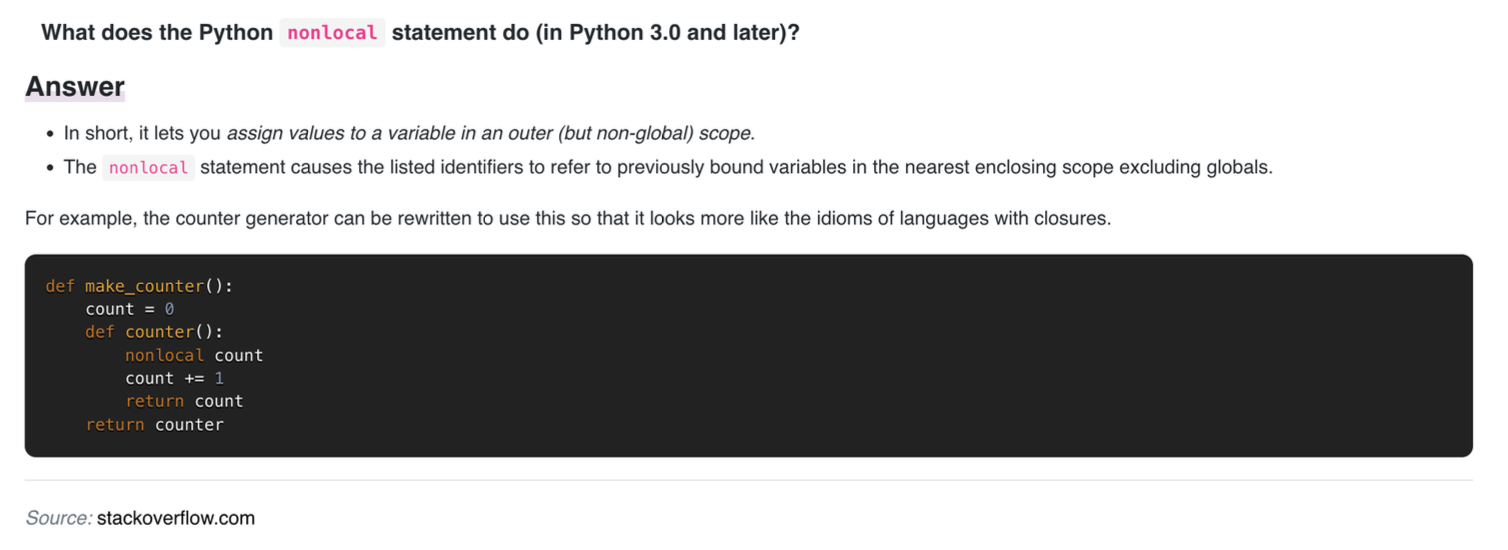 What does the Python nonlocal statement do (in Python 3.0 and later)?
Answer
• In short, it lets you assign values to a variable in an outer (but non-global) scope.
• The nonlocal statement causes the listed identifiers to refer to previously bound variables in the nearest enclosing scope excluding globals.
For example, the counter generator can be rewritten to use this so that it looks more like the idioms of languages with closures.
def make_counter():
    count = 0
    def counter():
        nonlocal count
        count += 1
        return count
    return counter
Source: stackoverflow.com